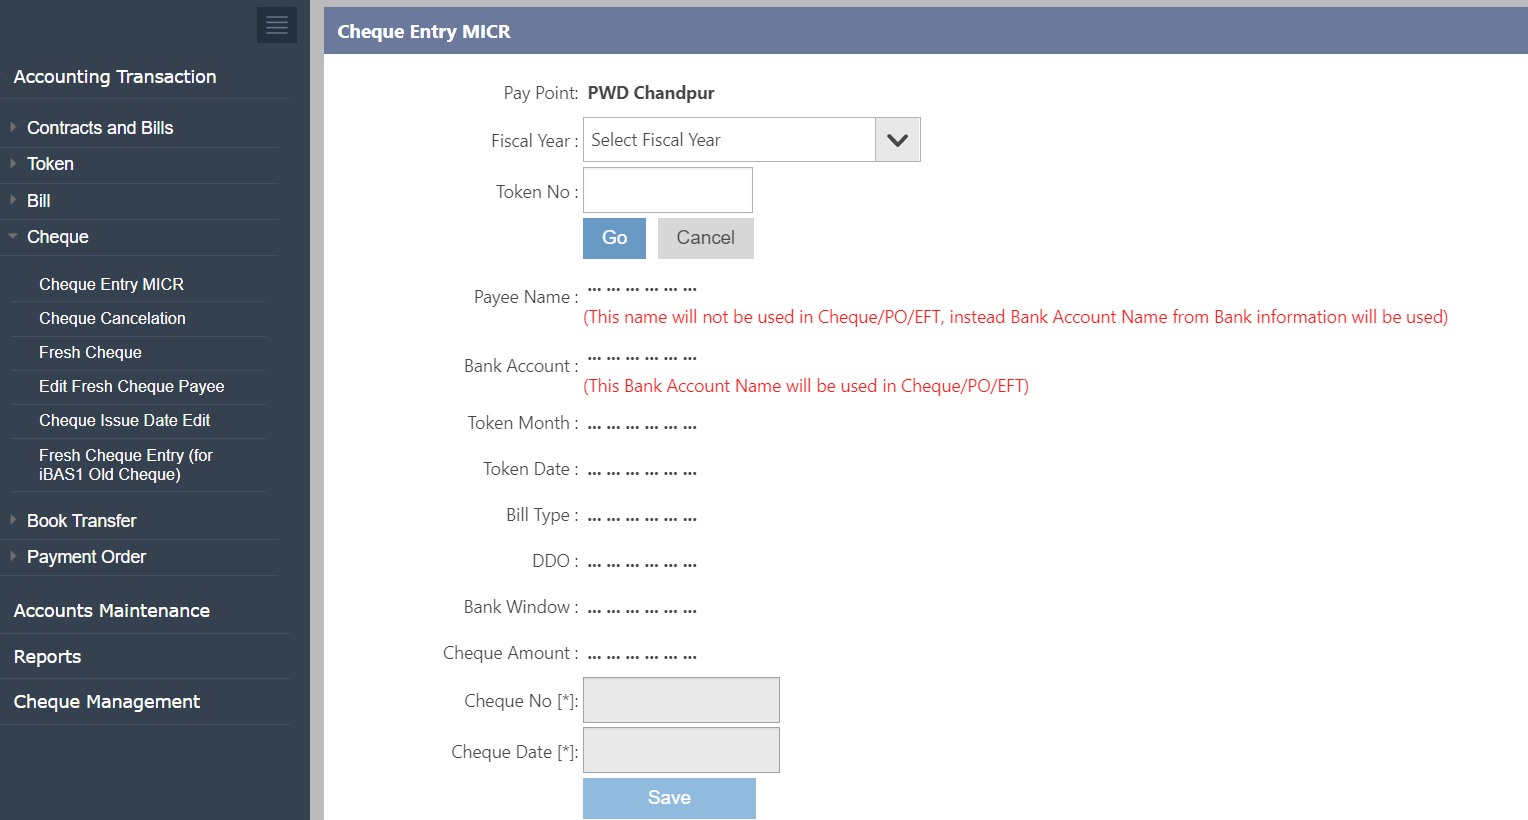 Accounting Transaction
Contracts and Bills
Token
Bill
Cheque
Cheque Entry MICR
Cheque Cancelation
Fresh Cheque
Edit Fresh Cheque Payee
Cheque Issue Date Edit
Fresh Cheque Entry (for
iBAS1 Old Cheque)
Book Transfer
Payment Order
Accounts Maintenance
Reports
Cheque Management
Cheque Entry MICR
Pay Point: PWD Chandpur
Fiscal Year : Select Fiscal Year
Token No :
Go Cancel
Payee Name : ... ... ... ... ... ...
(This name will not be used in Cheque/PO/EFT, instead Bank Account Name from Bank information will be used)
Bank Account : ... ... ... ... ... ...
(This Bank Account Name will be used in Cheque/PO/EFT)
Token Month : ... ... ... ... ... ...
Token Date : ... ... ... ... ... ...
Bill Type : ... ... ... ... ... ...
DDO : ... ... ... ... ... ...
Bank Window : ... ... ... ... ... ...
Cheque Amount : ... ... ... ... ... ...
Cheque No [*]:
Cheque Date [*]:
Save